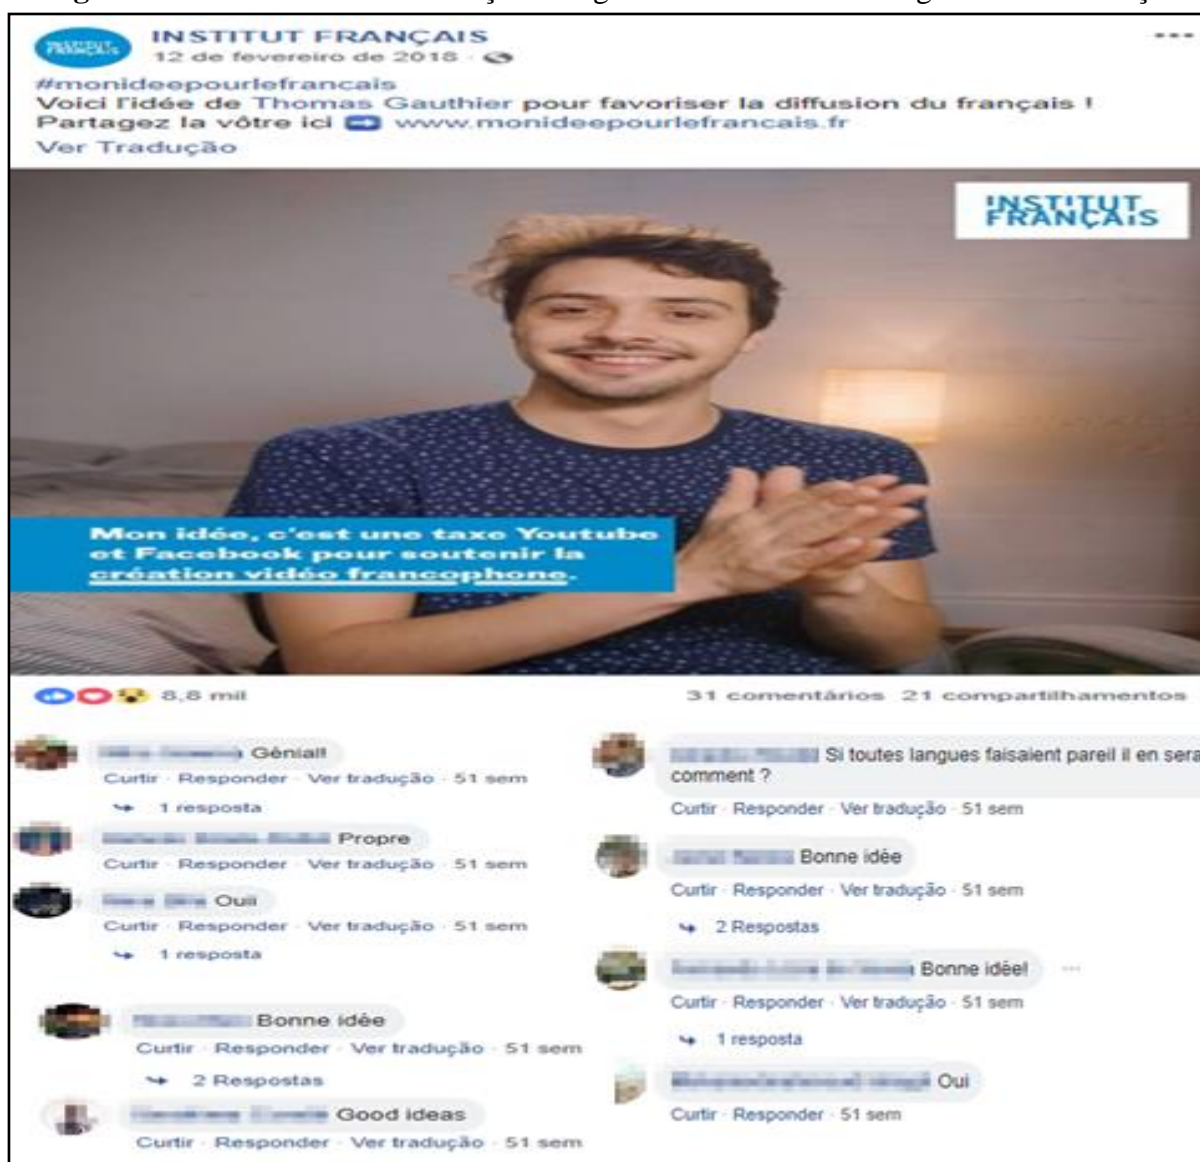 INSTITUT FRANÇAIS
12 de fevereiro de 2018
#monideepourlefrancais
Voici l'idée de Thomas Gauthier pour favoriser la diffusion du français !
Partagez la vôtre ici www.monideepourlefrancais.fr
Ver Tradução
INSTITUT
FRANÇAIS
Mon idée, c'est une taxe Youtube
et Facebook pour soutenir la
création vidéo francophone.
8,8 mil
31 comentários 21 compartilhamentos
Génial!
Curtir · Responder · Ver tradução · 51 sem
1 resposta
Propre
Curtir · Responder · Ver tradução · 51 sem
Ouii
Curtir · Responder · Ver tradução · 51 sem
1 resposta
Bonne idée
Curtir · Responder · Ver tradução · 51 sem
2 Respostas
Good ideas
Curtir · Responder · Ver tradução · 51 sem
Si toutes langues faisaient pareil il en sera
comment ?
Curtir · Responder · Ver tradução · 51 sem
Bonne idée
Curtir · Responder · Ver tradução · 51 sem
2 Respostas
Bonne idée!
Curtir · Responder · Ver tradução · 51 sem
1 resposta
Oui
Curtir · Responder · 51 sem